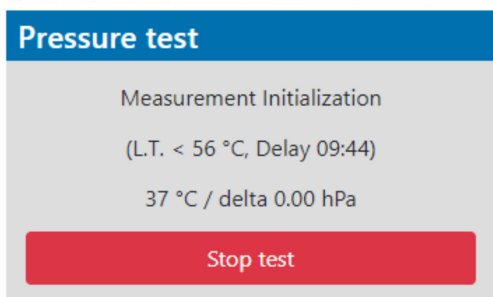 Pressure test
Measurement Initialization
(L.T. < 56 °C, Delay 09:44)
37 °C / delta 0.00 hPa
Stop test